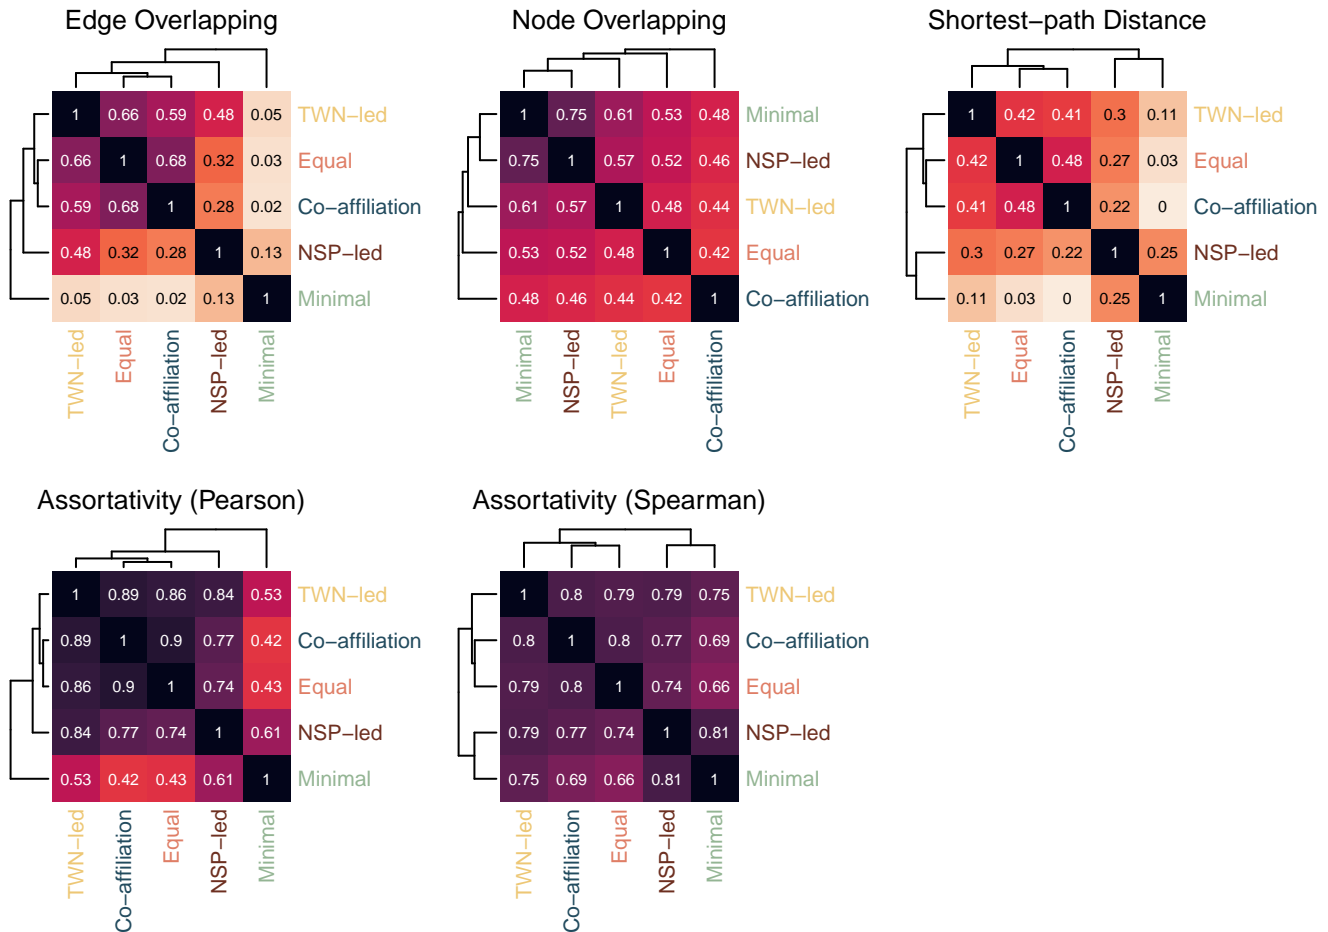 Edge Overlapping
1 0.66 0.59 0.48 0.05 TWN-led
0.66 1 0.68 0.32 0.03 Equal
0.59 0.68 1 0.28 0.02 Co-affiliation
0.48 0.32 0.28 1 0.13 NSP-led
0.05 0.03 0.02 0.13 1 Minimal
TWN-led Equal Co-affiliation NSP-led Minimal
Node Overlapping
1 0.75 0.61 0.53 0.48 Minimal
0.75 1 0.57 0.52 0.46 NSP-led
0.61 0.57 1 0.48 0.44 TWN-led
0.53 0.52 0.48 1 0.42 Equal
0.48 0.46 0.44 0.42 1 Co-affiliation
Minimal NSP-led TWN-led Equal Co-affiliation
Shortest-path Distance
1 0.42 0.41 0.3 0.11 TWN-led
0.42 1 0.48 0.27 0.03 Equal
0.41 0.48 1 0.22 0 Co-affiliation
0.3 0.27 0.22 1 0.25 NSP-led
0.11 0.03 0 0.25 1 Minimal
TWN-led Equal Co-affiliation NSP-led Minimal
Assortativity (Pearson)
1 0.89 0.86 0.84 0.53 TWN-led
0.89 1 0.9 0.77 0.42 Co-affiliation
0.86 0.9 1 0.74 0.43 Equal
0.84 0.77 0.74 1 0.61 NSP-led
0.53 0.42 0.43 0.61 1 Minimal
TWN-led Co-affiliation Equal NSP-led Minimal
Assortativity (Spearman)
1 0.8 0.79 0.79 0.75 TWN-led
0.8 1 0.8 0.77 0.69 Co-affiliation
0.79 0.8 1 0.74 0.66 Equal
0.79 0.77 0.74 1 0.81 NSP-led
0.75 0.69 0.66 0.81 1 Minimal
TWN-led Co-affiliation Equal NSP-led Minimal